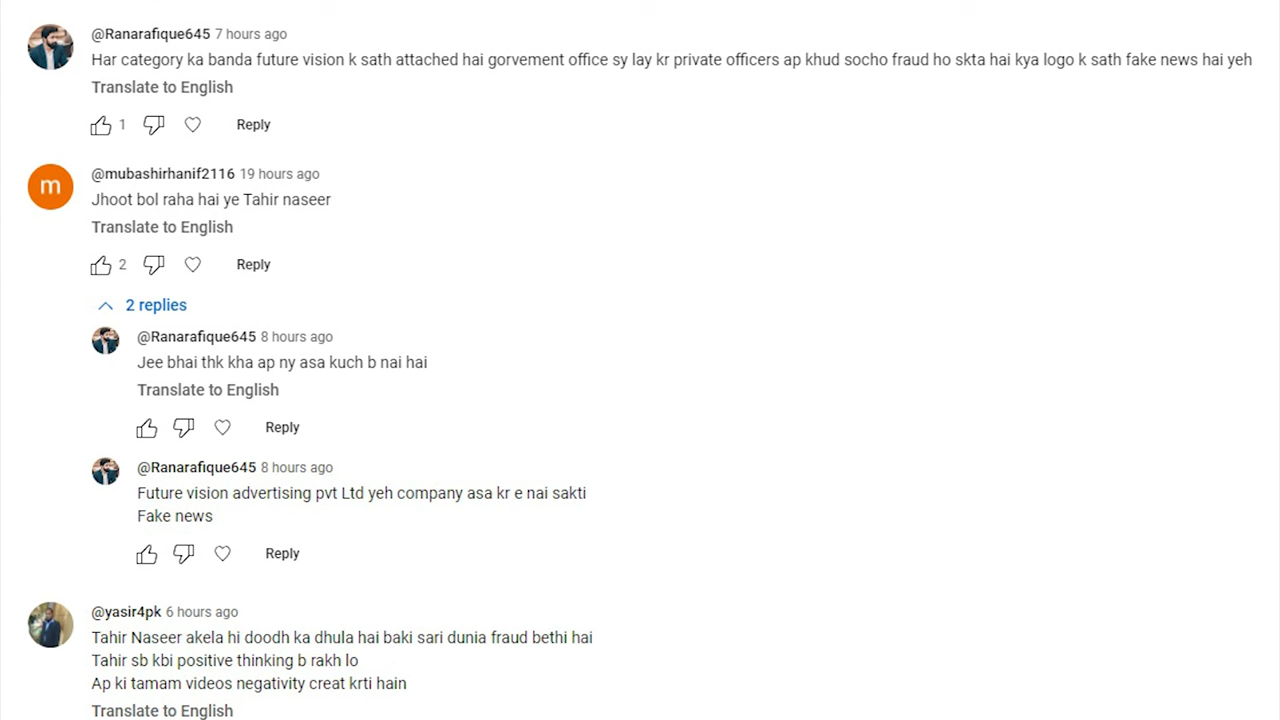 @Ranarafique645 7 hours ago
Har category ka banda future vision k sath attached hai gorvement office sy lay kr private officers ap khud socho fraud ho skta hai kya logo k sath fake news hai yeh
Translate to English
1 Reply
m
@mubashirhanif2116 19 hours ago
Jhoot bol raha hai ye Tahir naseer
Translate to English
2 Reply
2 replies
@Ranarafique645 8 hours ago
Jee bhai thk kha ap ny asa kuch b nai hai
Translate to English
Reply
@Ranarafique645 8 hours ago
Future vision advertising pvt Ltd yeh company asa kr e nai sakti
Fake news
Reply
@yasir4pk 6 hours ago
Tahir Naseer akela hi doodh ka dhula hai baki sari dunia fraud bethi hai
Tahir sb kbi positive thinking b rakh lo
Ap ki tamam videos negativity creat krti hain
Translate to English